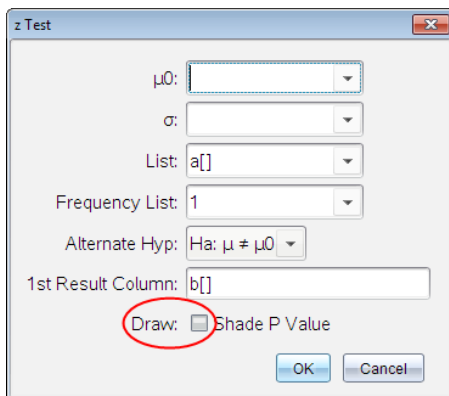 z Test
μ0:
σ:
List: a[]
Frequency List: 1
Alternate Hyp: Ha: μ ≠ μ0
1st Result Column: b[]
Draw: Shade P Value
OK Cancel